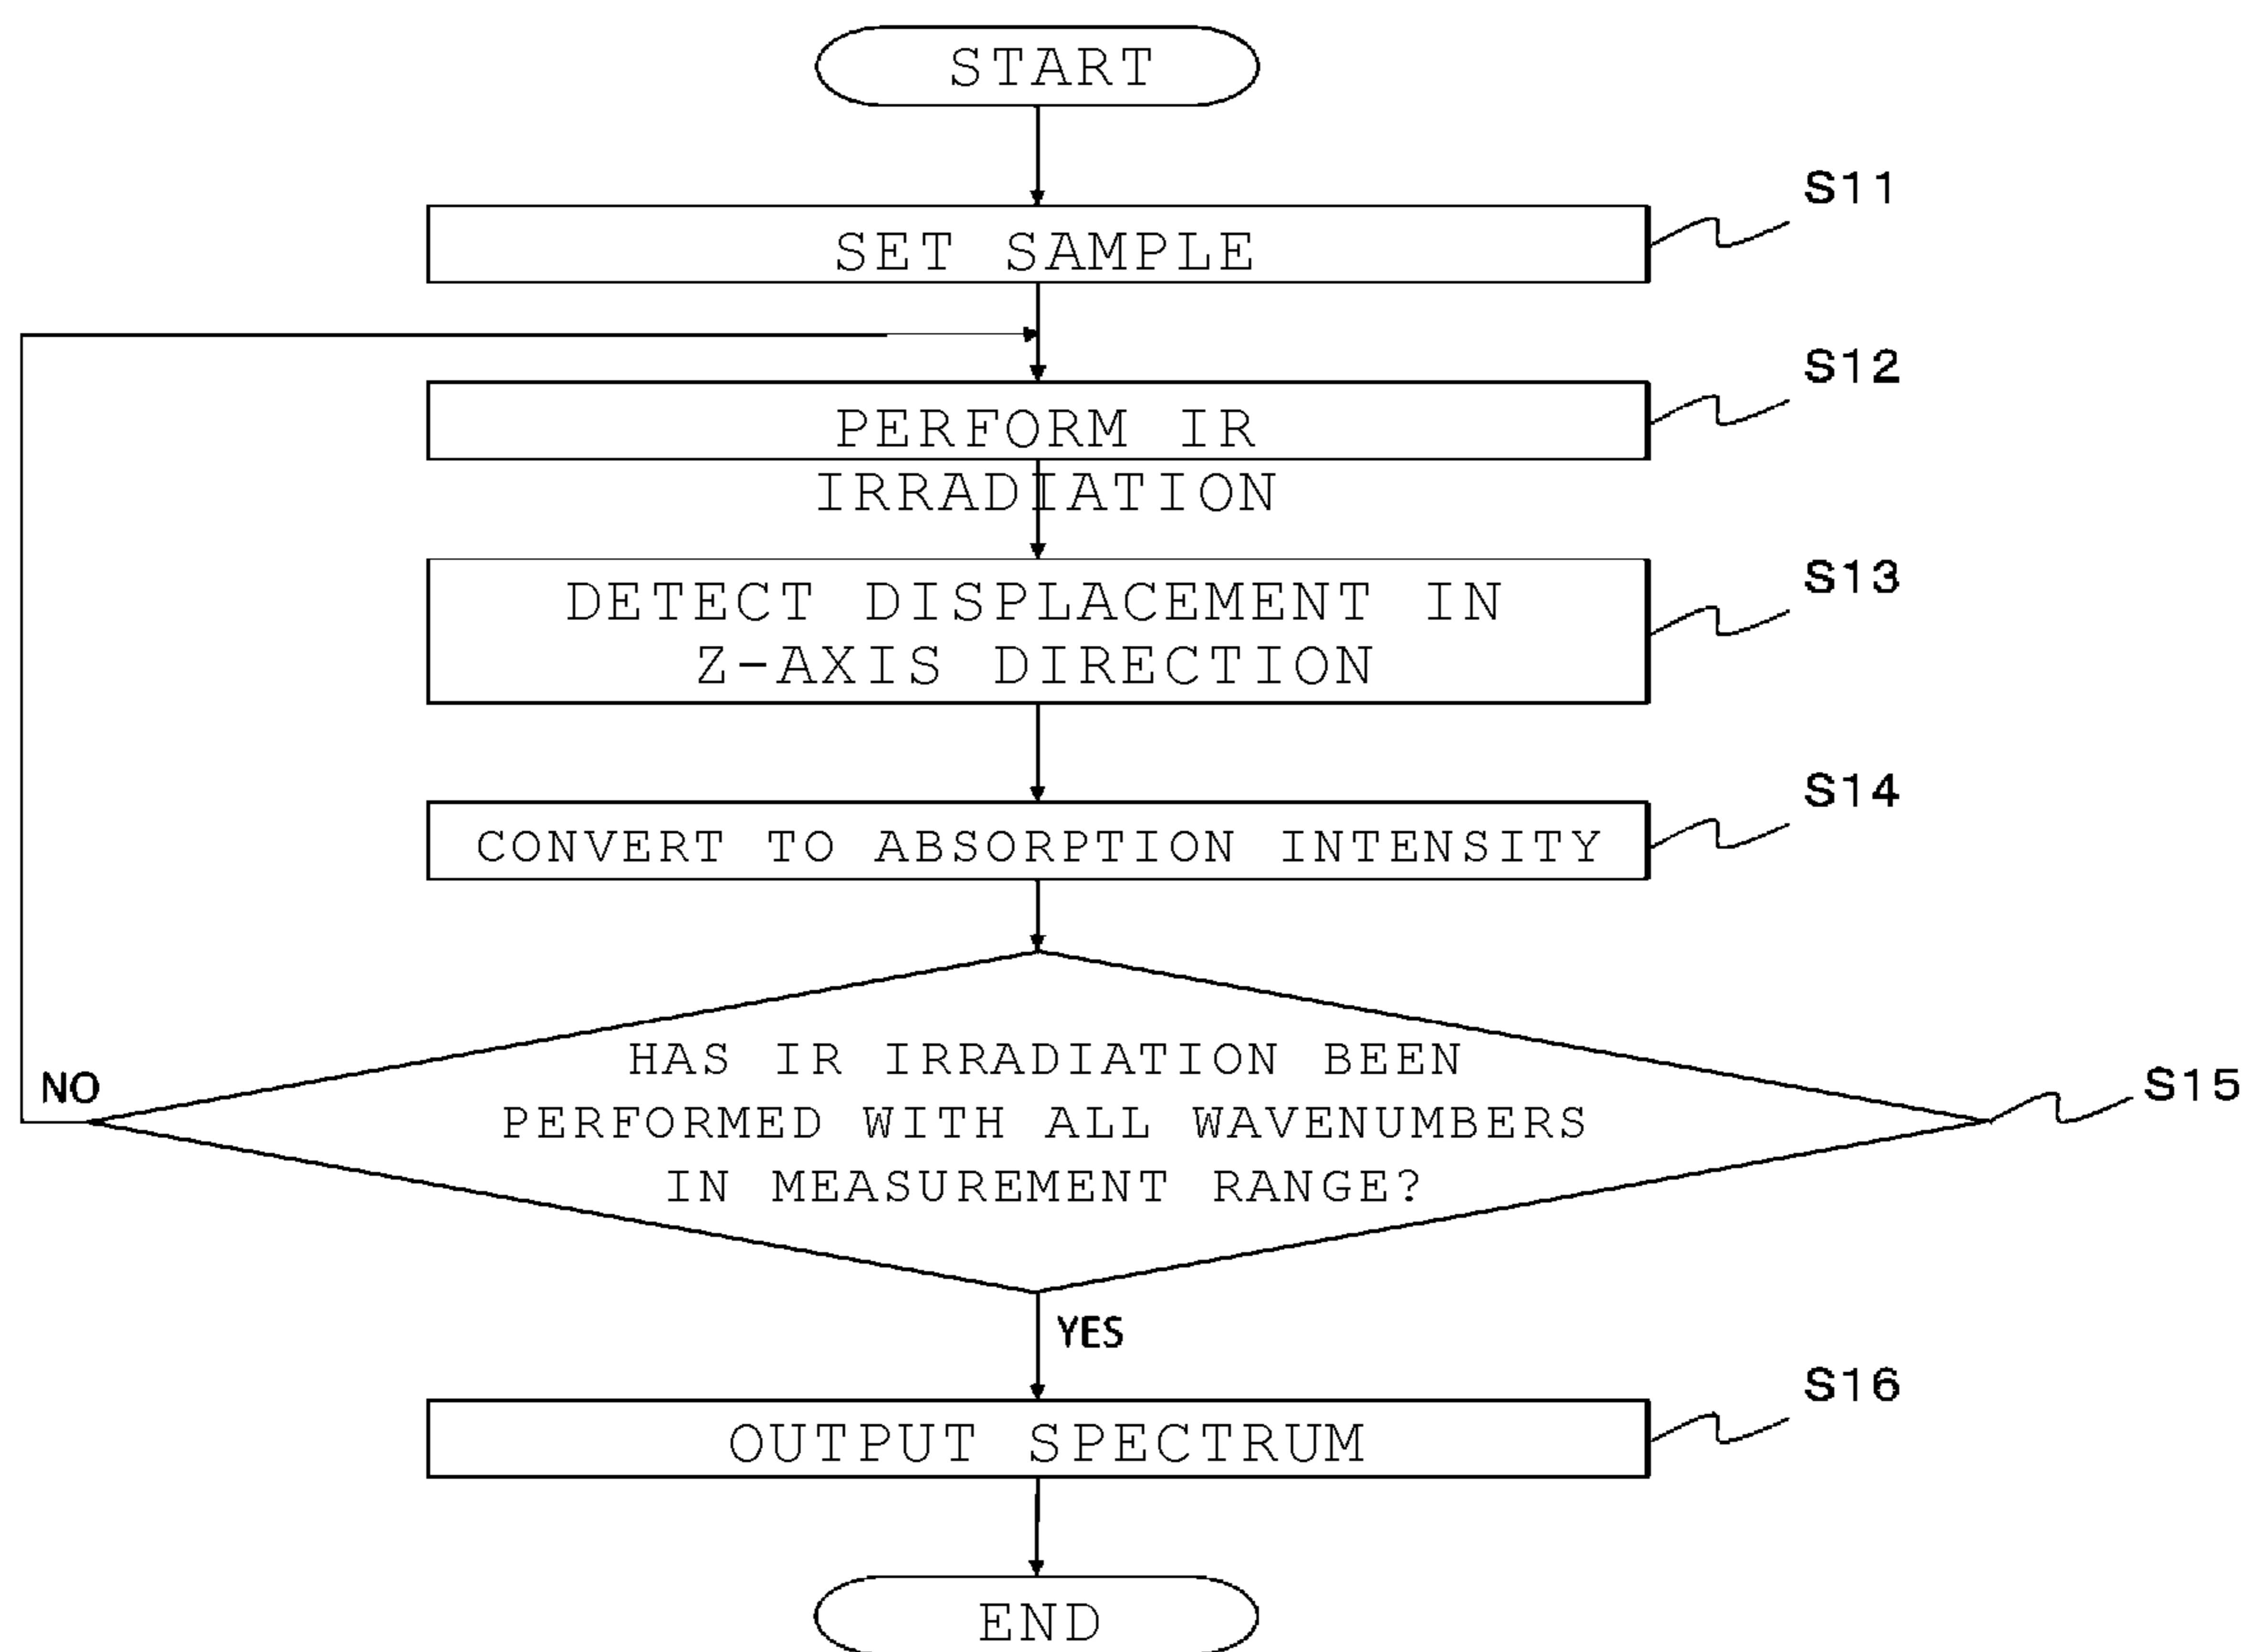 START
SET SAMPLE
S11
PERFORM IR
IRRADIATION
S12
DETECT DISPLACEMENT IN
Z-AXIS DIRECTION
S13
CONVERT TO ABSORPTION INTENSITY
S14
HAS IR IRRADIATION BEEN
PERFORMED WITH ALL WAVENUMBERS
IN MEASUREMENT RANGE?
S15
NO
YES
OUTPUT SPECTRUM
S16
END